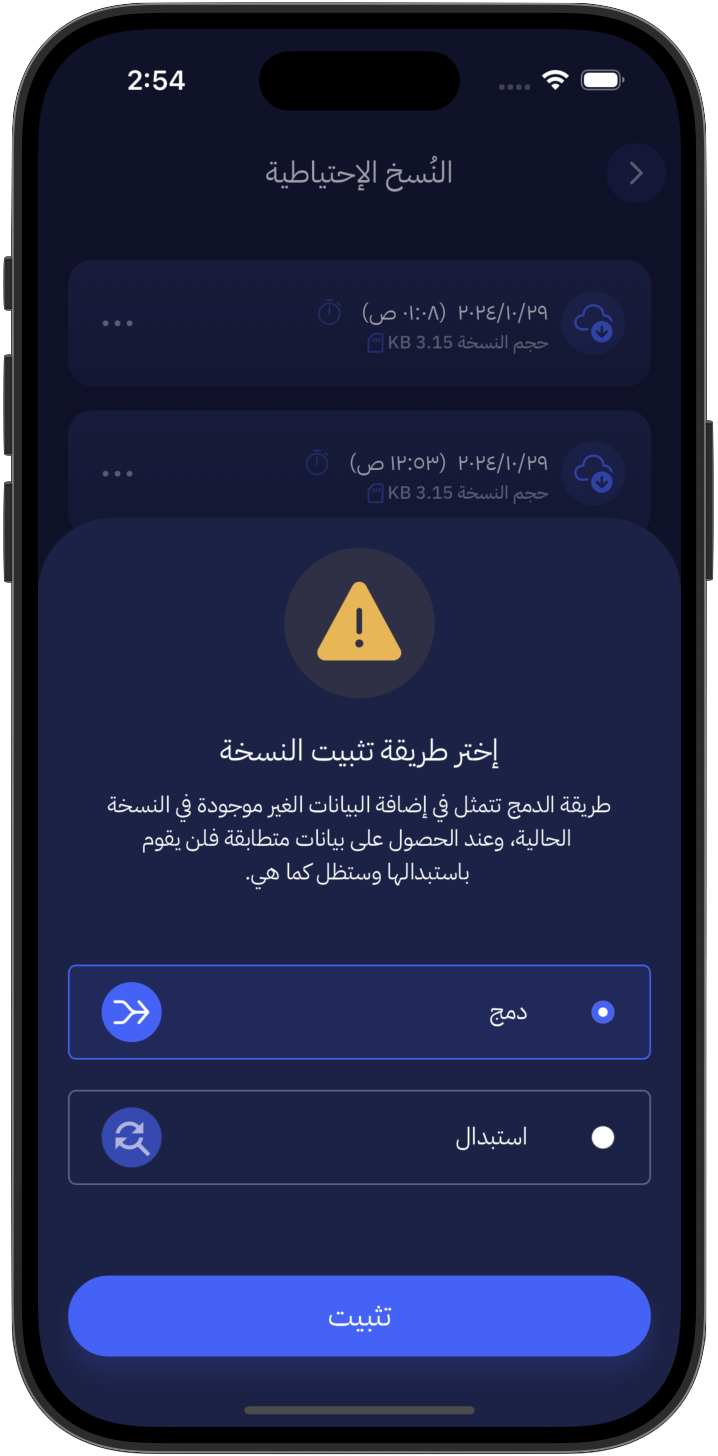 2:54
النُسخ الإحتياطية
٢٠٢٤/١٠/٢٩ (٠١:٠٨ ص)
حجم النسخة 3.15 KB
٢٠٢٤/١٠/٢٩ (١٢:٥٣ ص)
حجم النسخة 3.15 KB
إختر طريقة تثبيت النسخة
طريقة الدمج تتمثل في إضافة البيانات الغير موجودة في النسخة
الحالية، وعند الحصول على بيانات متطابقة فلن يقوم
باستبدالها وستظل كما هي.
دمج
استبدال
تثبيت